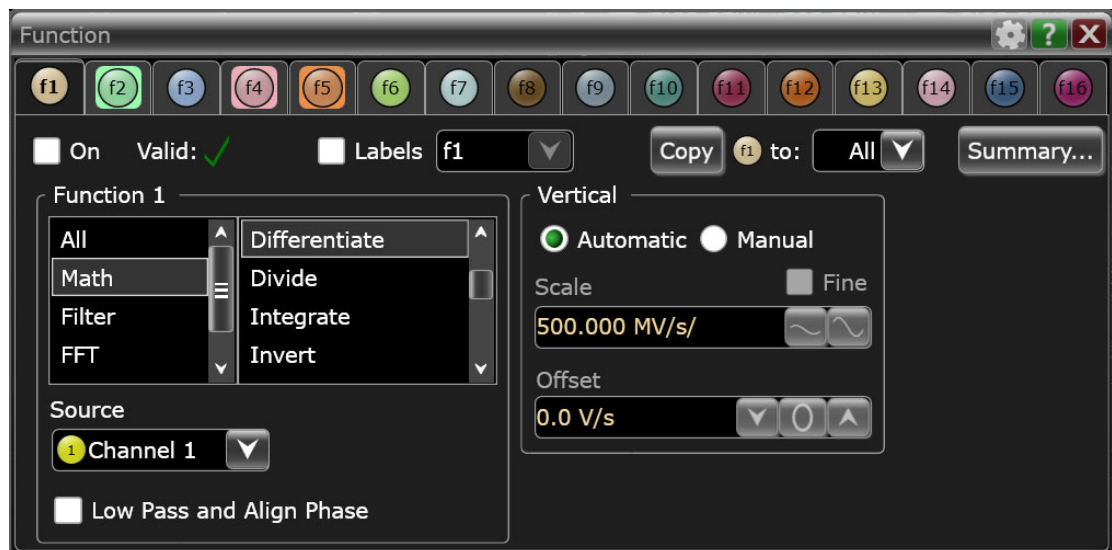 Function
?
X
f1 f2 f3 f4 f5 f6 f7 f8 f9 f10 f11 f12 f13 f14 f15 f16
On Valid: Labels f1 Copy f1 to: All Summary...
Function 1
All
Math
Filter
FFT
Differentiate
Divide
Integrate
Invert
Source
1 Channel 1
Low Pass and Align Phase
Vertical
Automatic Manual
Scale Fine
500.000 MV/s/
Offset
0.0 V/s
0